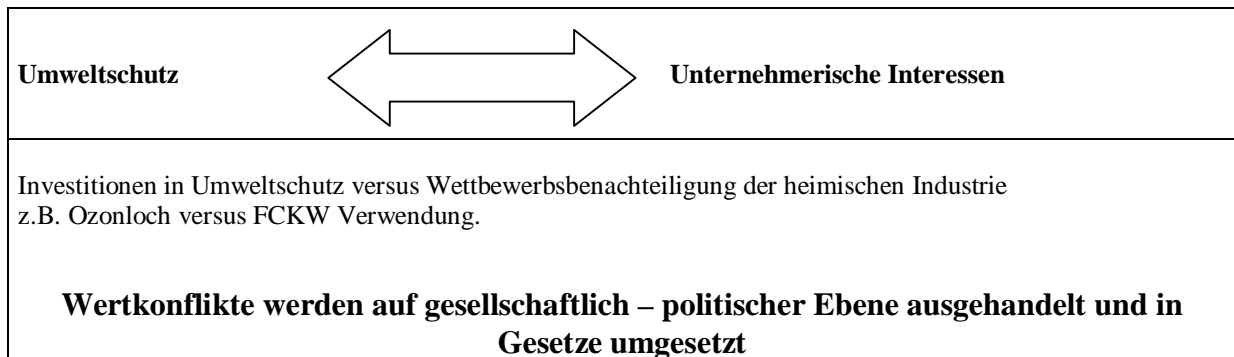 Umweltschutz Unternehmerische Interessen
Investitionen in Umweltschutz versus Wettbewerbsbenachteiligung der heimischen Industrie
z.B. Ozonloch versus FCKW Verwendung.
Wertkonflikte werden auf gesellschaftlich – politischer Ebene ausgehandelt und in
Gesetze umgesetzt